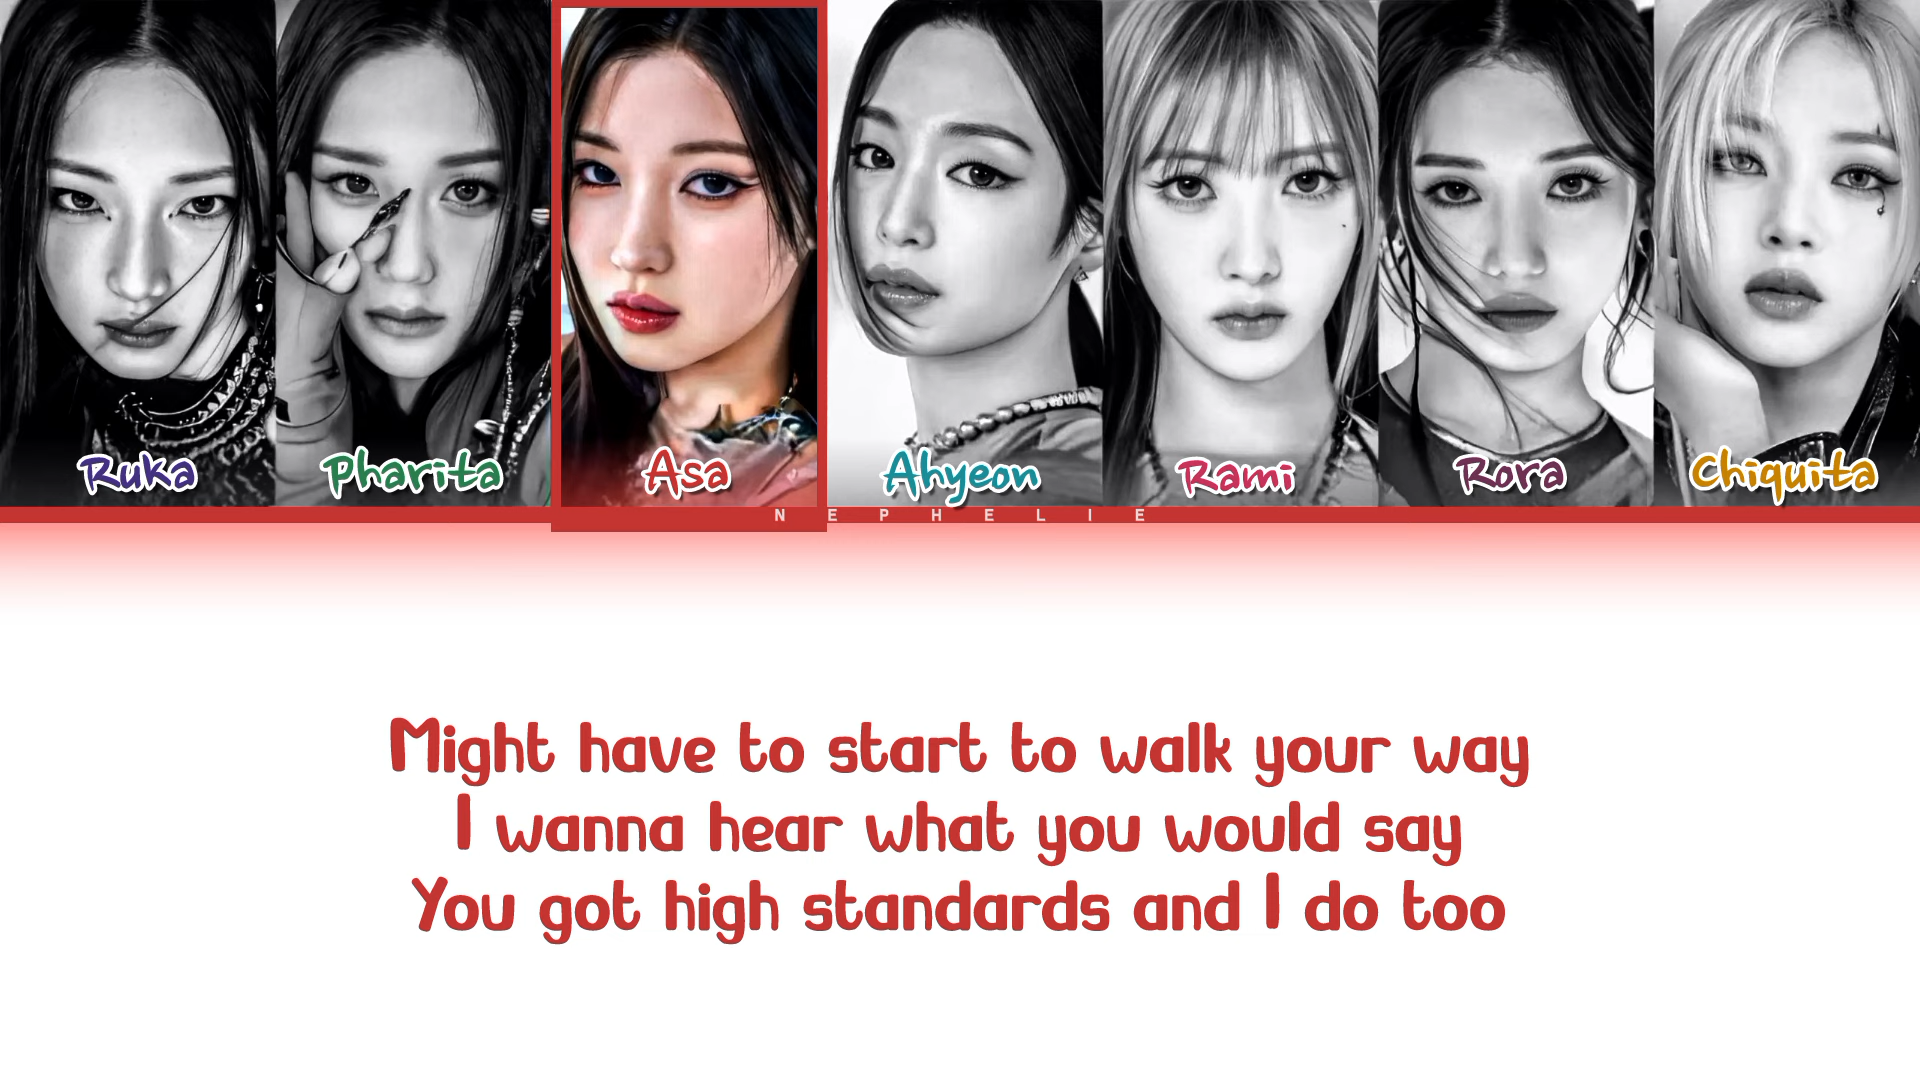 Ruka
Pharita
Asa
Ahyeon
Rami
Rora
Chiquita
NEPHELIE
Might have to start to walk your way
I wanna hear what you would say
You got high standards and I do too